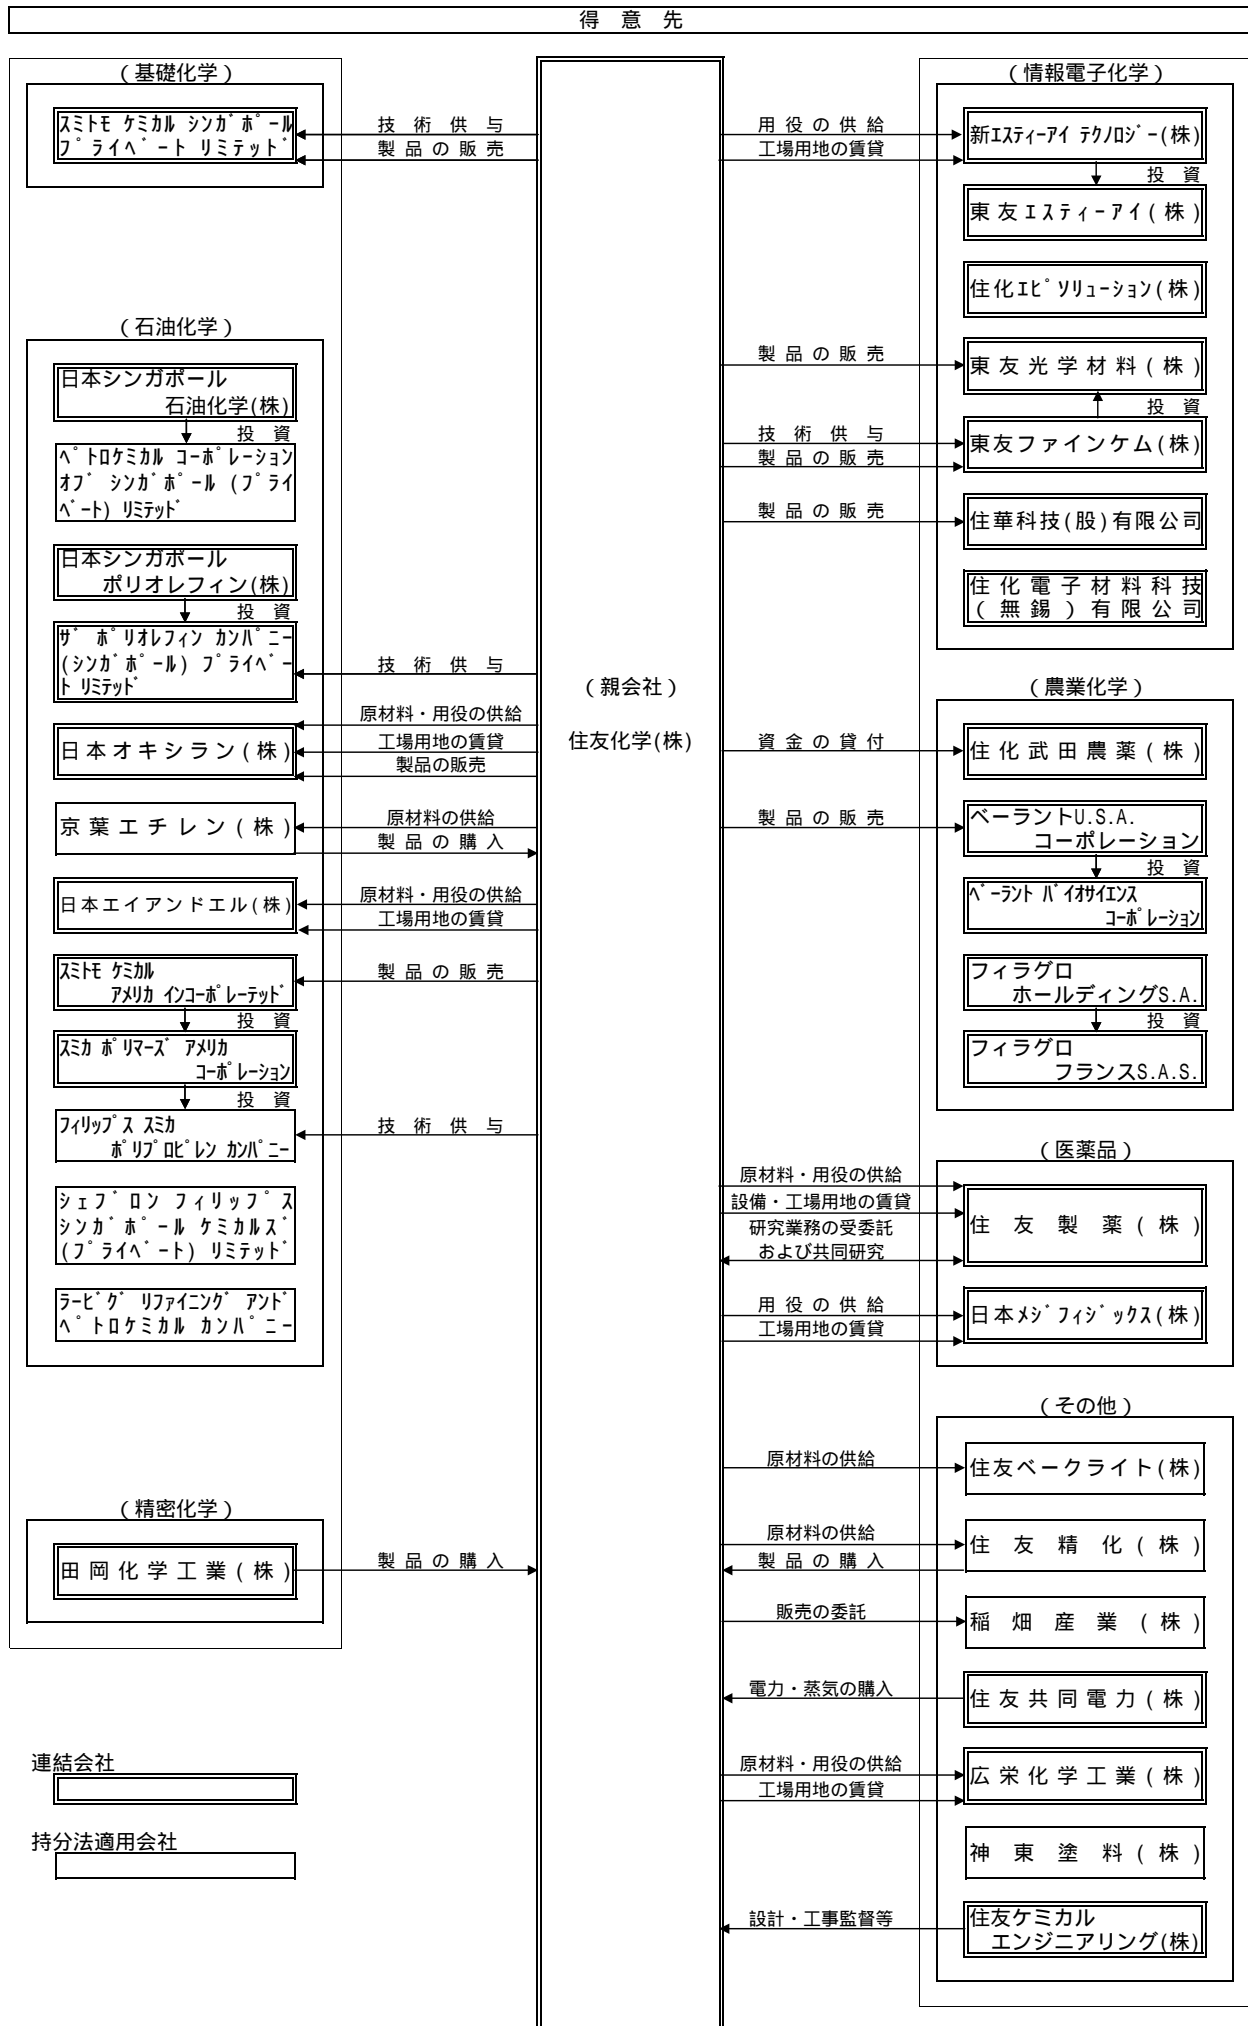 得意先
(基礎化学)
スミトモ ケミカル シンガポール
プライベート リミテッド
技術供与
製品の販売
(石油化学)
日本シンガポール
石油化学(株)
投資
ペトロケミカル コーポレーション
オブ シンガポール (プライ
ベート) リミテッド
日本シンガポール
ポリオレフィン(株)
投資
ザ ポリオレフィン カンパニー
(シンガポール) プライベー
ト リミテッド
技術供与
日本オキシラン(株)
原材料・用役の供給
工場用地の賃貸
製品の販売
京葉エチレン(株)
原材料の供給
製品の購入
日本エイアンドエル(株)
原材料・用役の供給
工場用地の賃貸
スミトモ ケミカル
アメリカ インコーポレーテッド
製品の販売
投資
スミカ ポリマーズ アメリカ
コーポレーション
投資
フィリップス スミカ
ポリプロピレン カンパニー
技術供与
シェブロン フィリップス
シンガポール ケミカルズ
(プライベート) リミテッド
ラービグ リファイニング アンド
ペトロケミカル カンパニー
(精密化学)
田岡化学工業(株)
製品の購入
連結会社
持分法適用会社
(親会社)
住友化学(株)
(情報電子化学)
用役の供給
工場用地の賃貸
新エスティーアイ テクノロジー(株)
投資
東友エスティーアイ(株)
住化エピソリューション(株)
製品の販売
東友光学材料(株)
投資
技術供与
製品の販売
東友ファインケム(株)
製品の販売
住華科技(股)有限公司
住化電子材料科技
(無錫)有限公司
(農業化学)
資金の貸付
住化武田農薬(株)
製品の販売
ベーラントU.S.A.
コーポレーション
投資
ベーラント バイオサイエンス
コーポレーション
フィラグロ
ホールディングS.A.
投資
フィラグロ
フランスS.A.S.
(医薬品)
原材料・用役の供給
設備・工場用地の賃貸
研究業務の受委託
および共同研究
住友製薬(株)
用役の供給
工場用地の賃貸
日本メジフィジックス(株)
(その他)
原材料の供給
住友ベークライト(株)
原材料の供給
製品の購入
住友精化(株)
販売の委託
稲畑産業(株)
電力・蒸気の購入
住友共同電力(株)
原材料・用役の供給
工場用地の賃貸
広栄化学工業(株)
神東塗料(株)
設計・工事監督等
住友ケミカル
エンジニアリング(株)